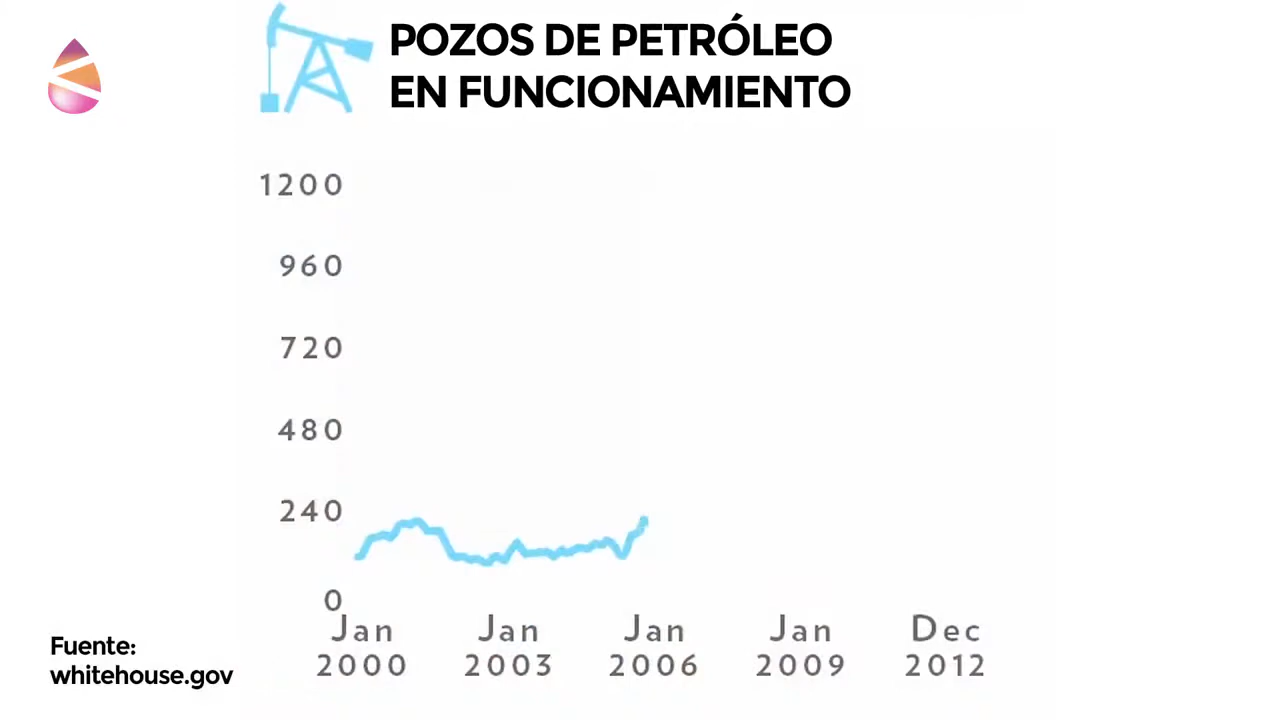 POZOS DE PETRÓLEO
EN FUNCIONAMIENTO
1200
960
720
480
240
0
Jan Jan Jan Jan Dec
2000 2003 2006 2009 2012
Fuente:
whitehouse.gov